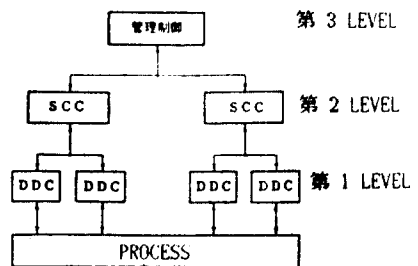 管理制御 第 3 LEVEL
SCC SCC 第 2 LEVEL
DDC DDC DDC DDC 第 1 LEVEL
PROCESS